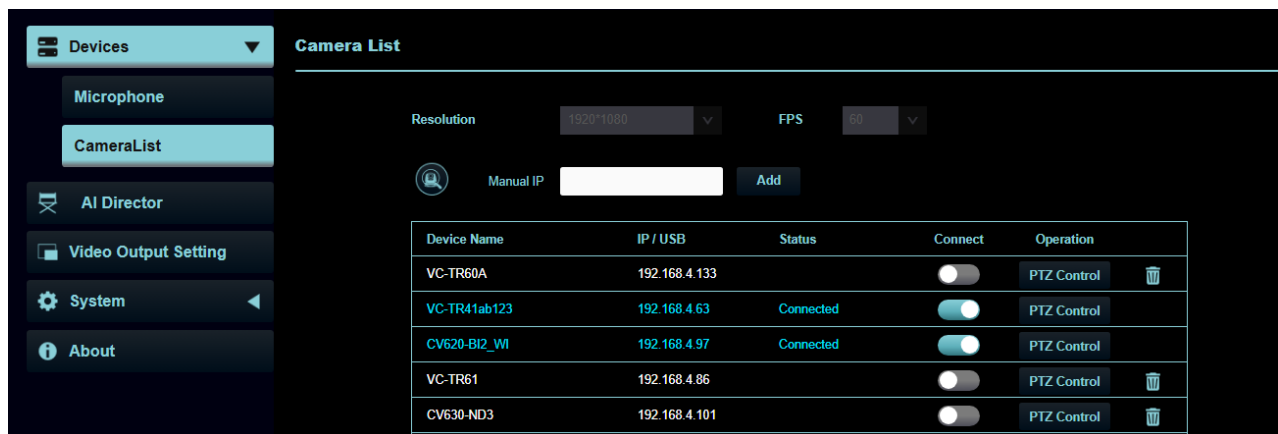 Devices
Microphone
CameraList
AI Director
Video Output Setting
System
About
Camera List
Resolution 1920*1080 FPS 60
Manual IP Add
Device Name IP / USB Status Connect Operation
VC-TR60A 192.168.4.133 PTZ Control
VC-TR41ab123 192.168.4.63 Connected PTZ Control
CV620-BI2_WI 192.168.4.97 Connected PTZ Control
VC-TR61 192.168.4.86 PTZ Control
CV630-ND3 192.168.4.101 PTZ Control